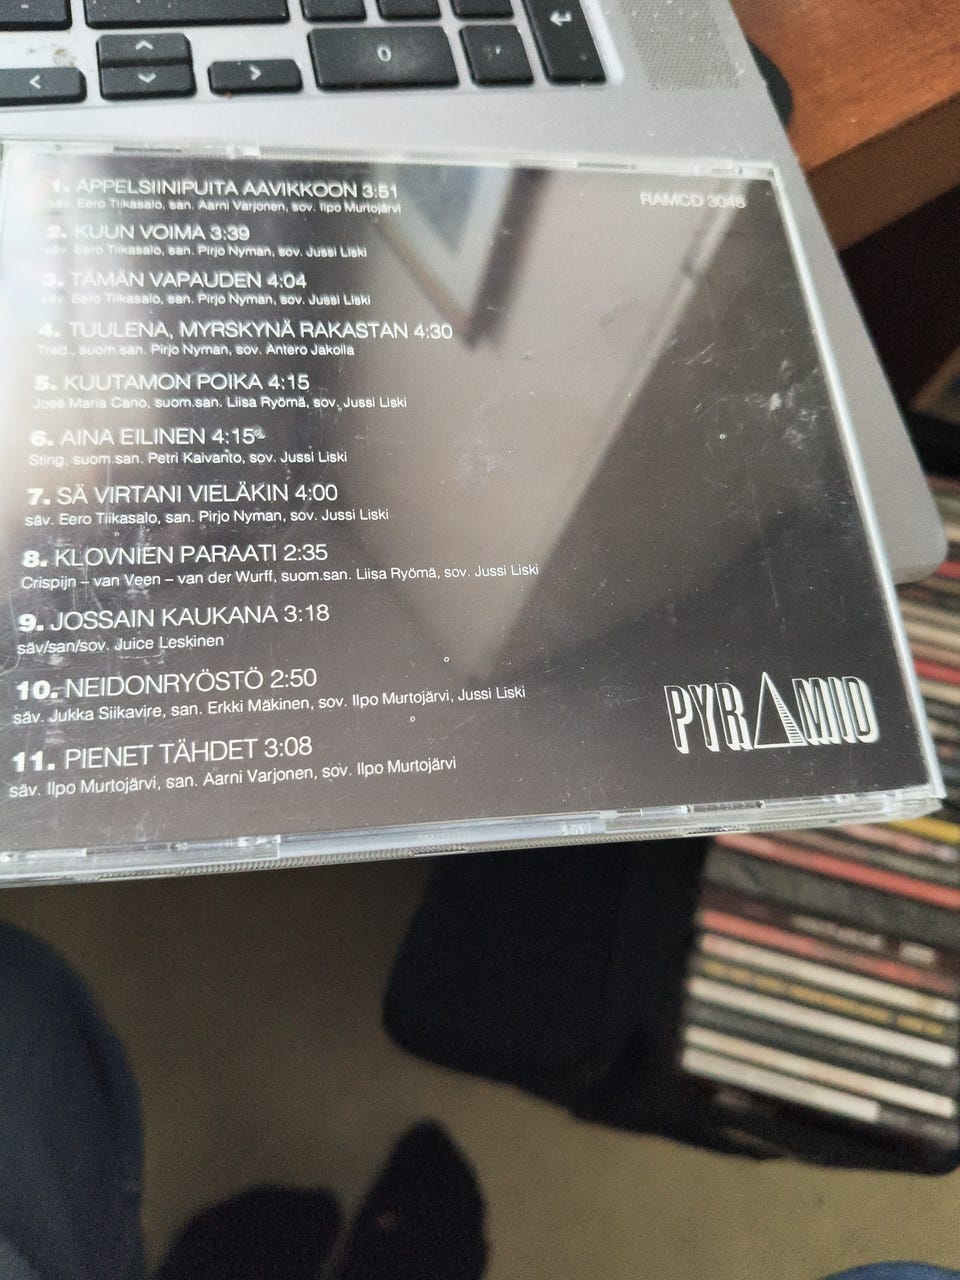 0
,
1. APPELSIINIPUITA AAVIKKOON 3:51
säv. Eero Tiikasalo, san. Aarni Varjonen, sov. Ilpo Murtojärvi
RAMCD 3048
2. KUUN VOIMA 3:39
säv. Eero Tiikasalo, san. Pirjo Nyman, sov. Jussi Liski
3. TÄMÄN VAPAUDEN 4:04
säv. Eero Tiikasalo, san. Pirjo Nyman, sov. Jussi Liski
4. TUULENA, MYRSKYNÄ RAKASTAN 4:30
Trad., suom.san. Pirjo Nyman, sov. Antero Jakoila
5. KUUTAMON POIKA 4:15
José Maria Cano, suom.san. Liisa Ryömä, sov. Jussi Liski
6. AINA EILINEN 4:15
Sting, suom.san. Petri Kaivanto, sov. Jussi Liski
7. SÄ VIRTANI VIELÄKIN 4:00
säv. Eero Tiikasalo, san. Pirjo Nyman, sov. Jussi Liski
8. KLOVNIEN PARAATI 2:35
Crispijn – van Veen – van der Wurff, suom.san. Liisa Ryömä, sov. Jussi Liski
9. JOSSAIN KAUKANA 3:18
säv/san/sov. Juice Leskinen
10. NEIDONRYÖSTÖ 2:50
säv. Jukka Siikavire, san. Erkki Mäkinen, sov. Ilpo Murtojärvi, Jussi Liski
PYRAMID
11. PIENET TÄHDET 3:08
säv. Ilpo Murtojärvi, san. Aarni Varjonen, sov. Ilpo Murtojärvi